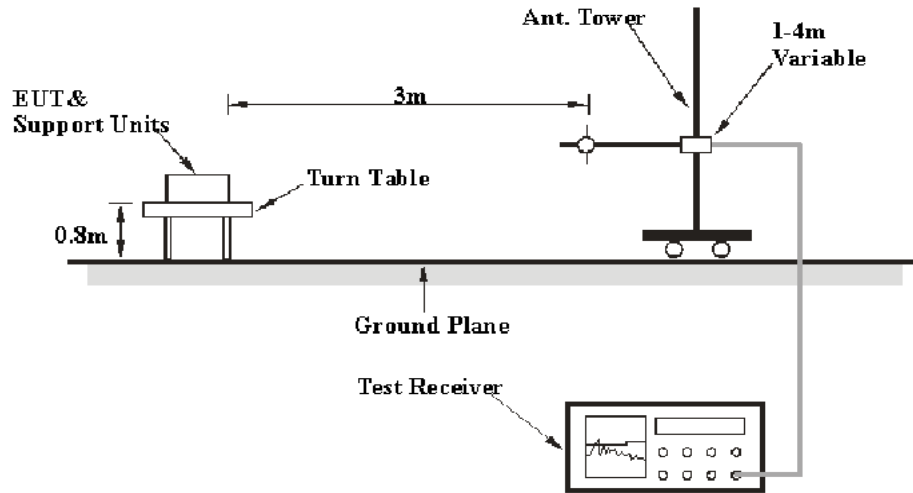 Ant. Tower
1-4m
Variable
3m
EUT&
Support Units
Turn Table
0.8m
Ground Plane
Test Receiver